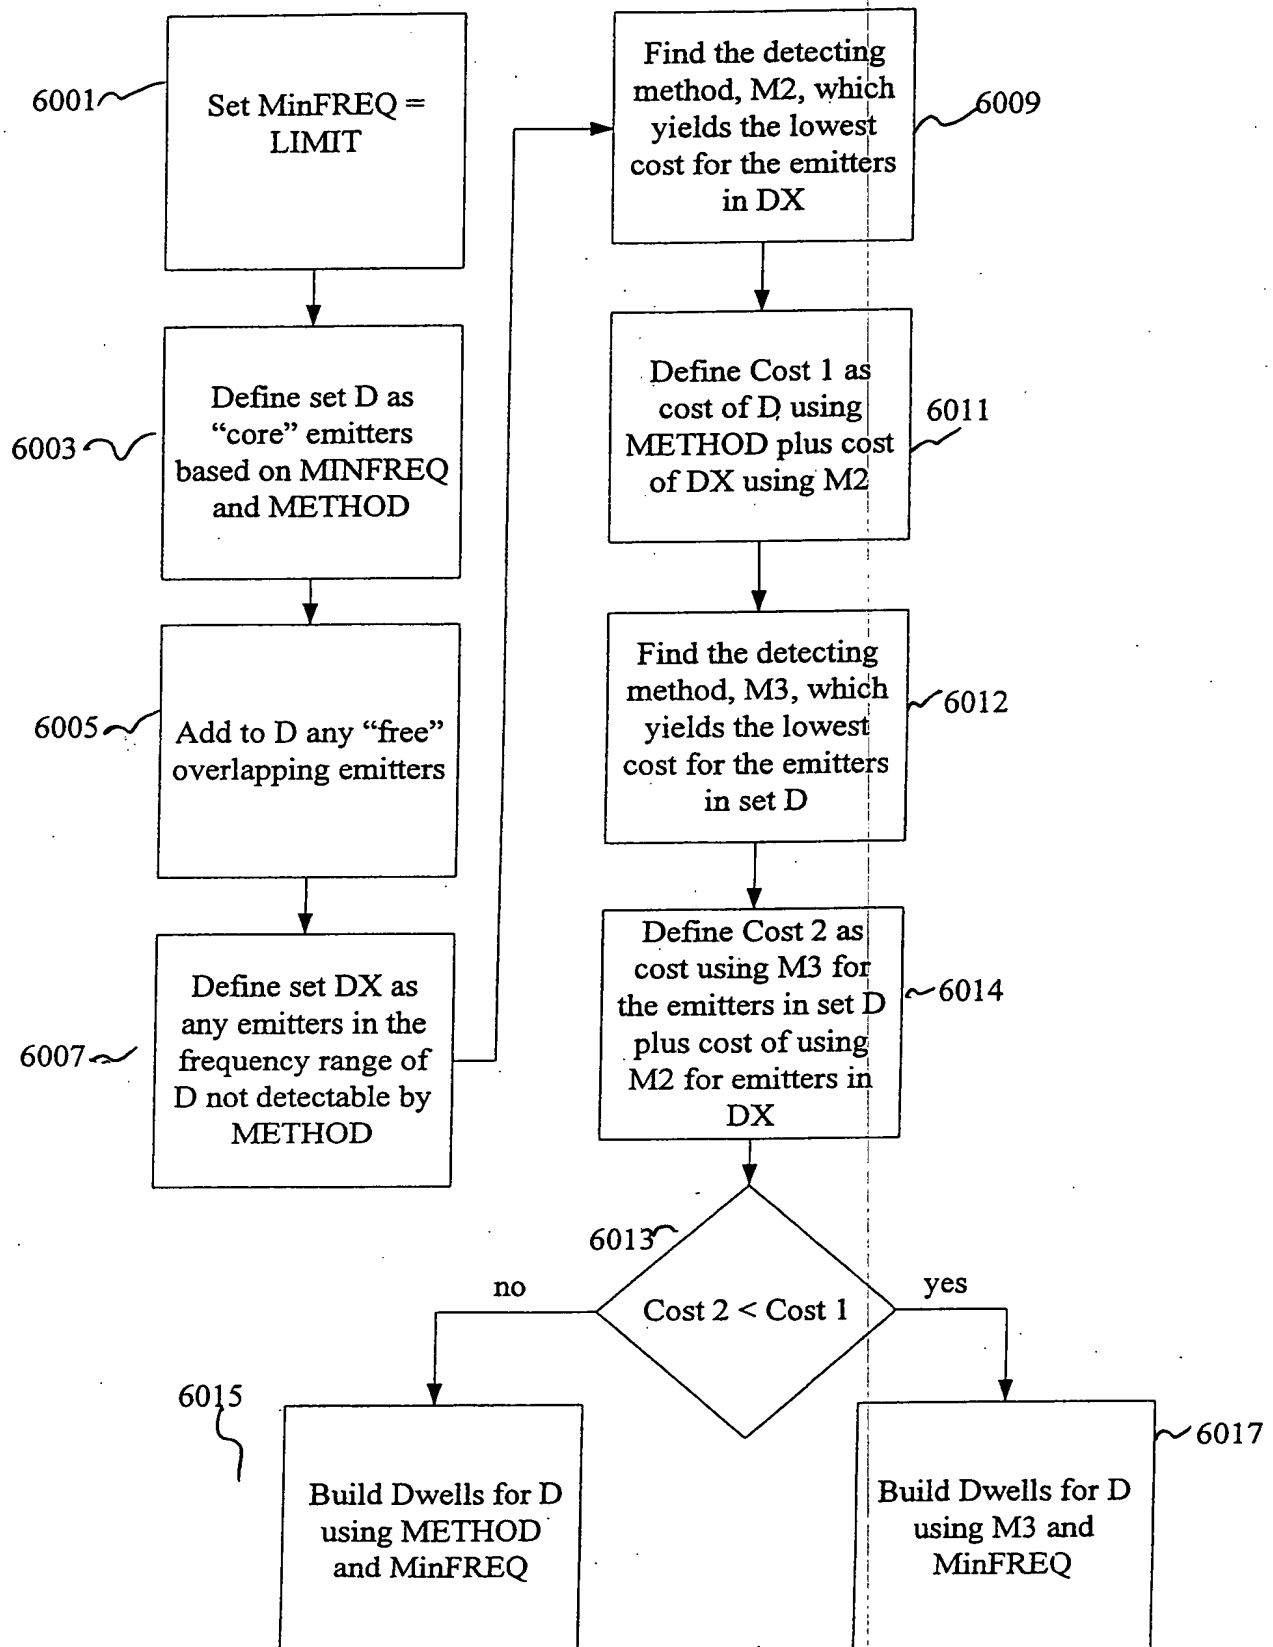 6001
Set MinFREQ =
LIMIT
6003
Define set D as
“core” emitters
based on MINFREQ
and METHOD
6005
Add to D any “free”
overlapping emitters
6007
Define set DX as
any emitters in the
frequency range of
D not detectable by
METHOD
Find the detecting
method, M2, which
yields the lowest
cost for the emitters
in DX
6009
Define Cost 1 as
cost of D using
METHOD plus cost
of DX using M2
6011
Find the detecting
method, M3, which
yields the lowest
cost for the emitters
in set D
6012
Define Cost 2 as
cost using M3 for
the emitters in set D
plus cost of using
M2 for emitters in
DX
6014
6013
Cost 2 < Cost 1
no
yes
6015
Build Dwells for D
using METHOD
and MinFREQ
6017
Build Dwells for D
using M3 and
MinFREQ